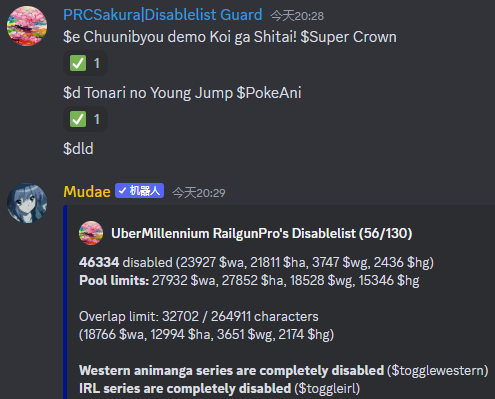 PRCSakura|Disablelist Guard 今天20:28
$e Chuunibyou demo Koi ga Shitai! $Super Crown
1
$d Tonari no Young Jump $PokeAni
1
$dld
Mudae 机器人 今天20:29
UberMillennium RailgunPro's Disablelist (56/130)
46334 disabled (23927 $wa, 21811 $ha, 3747 $wg, 2436 $hg)
Pool limits: 27932 $wa, 27852 $ha, 18528 $wg, 15346 $hg
Overlap limit: 32702 / 264911 characters
(18766 $wa, 12994 $ha, 3651 $wg, 2174 $hg)
Western animanga series are completely disabled ($togglewestern)
IRL series are completely disabled ($toggleirl)